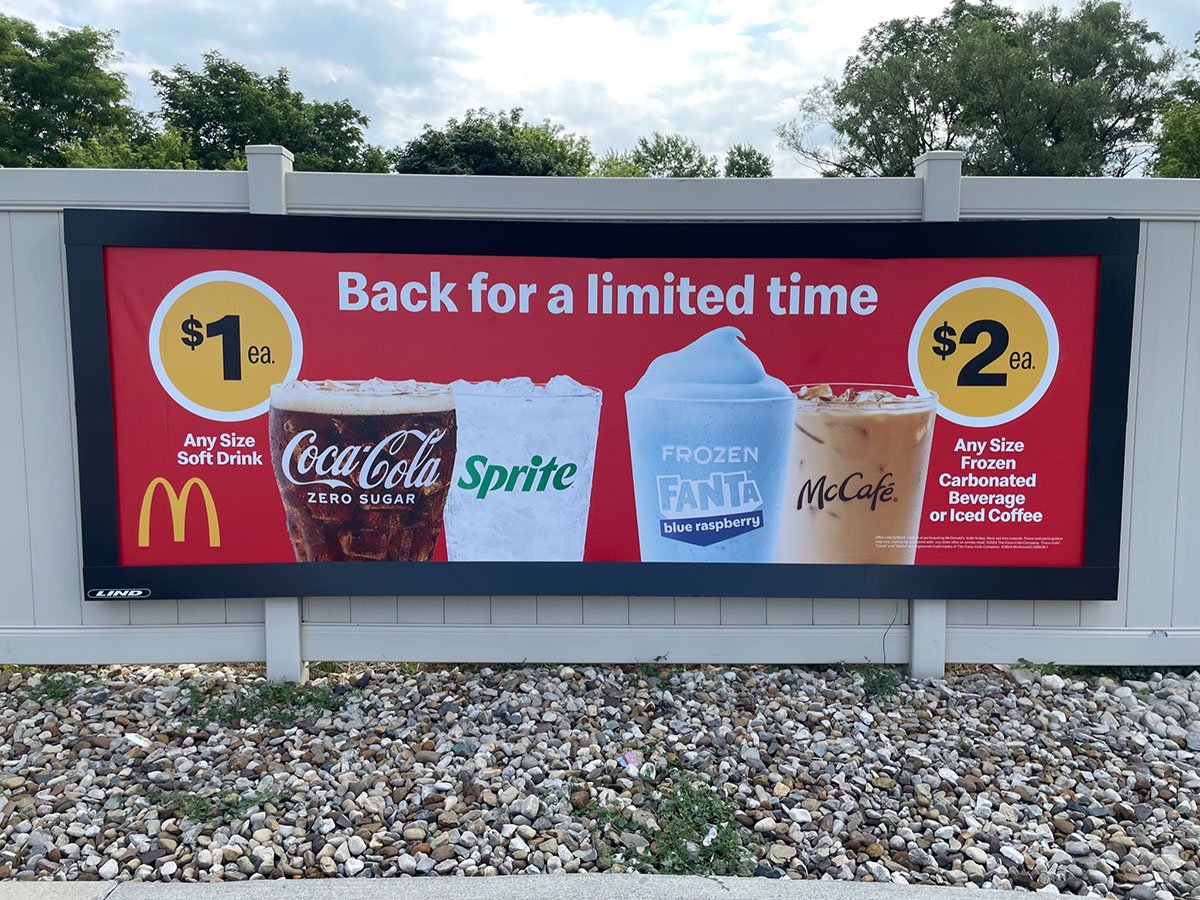 Back for a limited time
$1 ea.
Any Size
Soft Drink
Coca-Cola
ZERO SUGAR
Sprite
FROZEN
FANTA
blue raspberry
McCafé®
$2 ea.
Any Size
Frozen
Carbonated
Beverage
or Iced Coffee
LIND